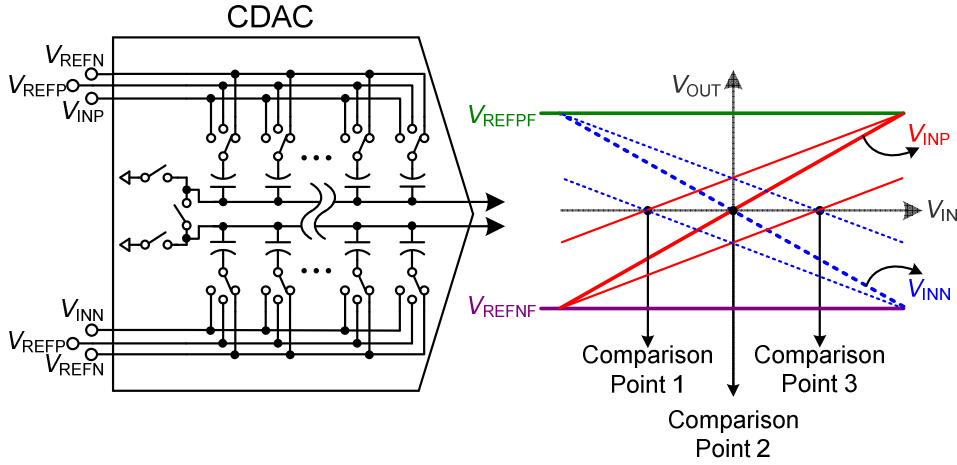 CDAC
VREFN
VREFP
VINP
VINN
VREFP
VREFN
VOUT
VREFPF
VINP
VIN
VINN
VREFNF
Comparison
Point 1
Comparison
Point 3
Comparison
Point 2